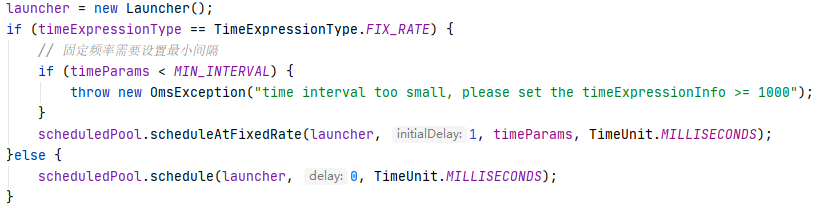 launcher = new Launcher();
if (timeExpressionType == TimeExpressionType.FIX_RATE) {
    // 固定频率需要设置最小间隔
    if (timeParams < MIN_INTERVAL) {
        throw new OmsException("time interval too small, please set the timeExpressionInfo >= 1000");
    }
    scheduledPool.scheduleAtFixedRate(launcher, initialDelay: 1, timeParams, TimeUnit.MILLISECONDS);
}else {
    scheduledPool.schedule(launcher, delay: 0, TimeUnit.MILLISECONDS);
}